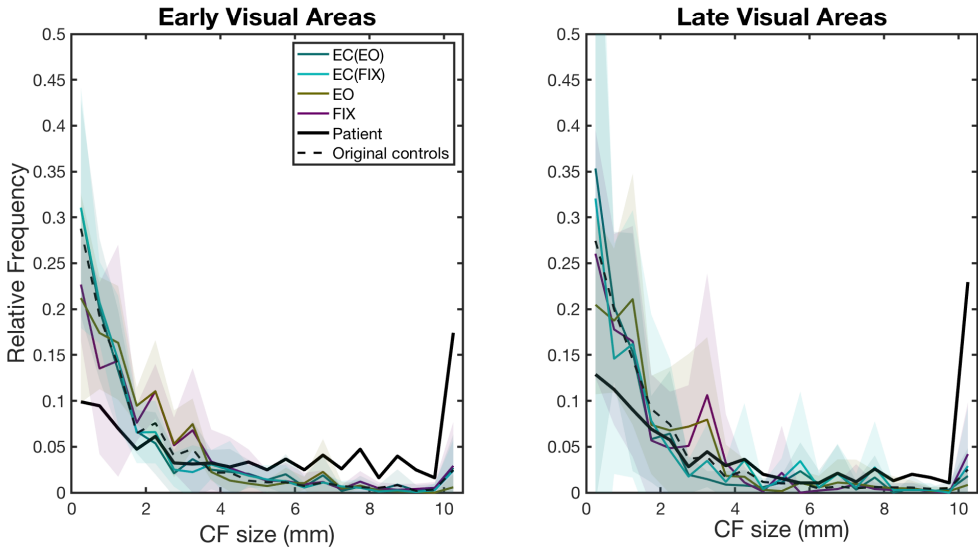 Early Visual Areas
Late Visual Areas
Relative Frequency
0.5
0.45
0.4
0.35
0.3
0.25
0.2
0.15
0.1
0.05
0
EC(EO)
EC(FIX)
EO
FIX
Patient
Original controls
0 2 4 6 8 10
CF size (mm)
0.5
0.45
0.4
0.35
0.3
0.25
0.2
0.15
0.1
0.05
0
0 2 4 6 8 10
CF size (mm)